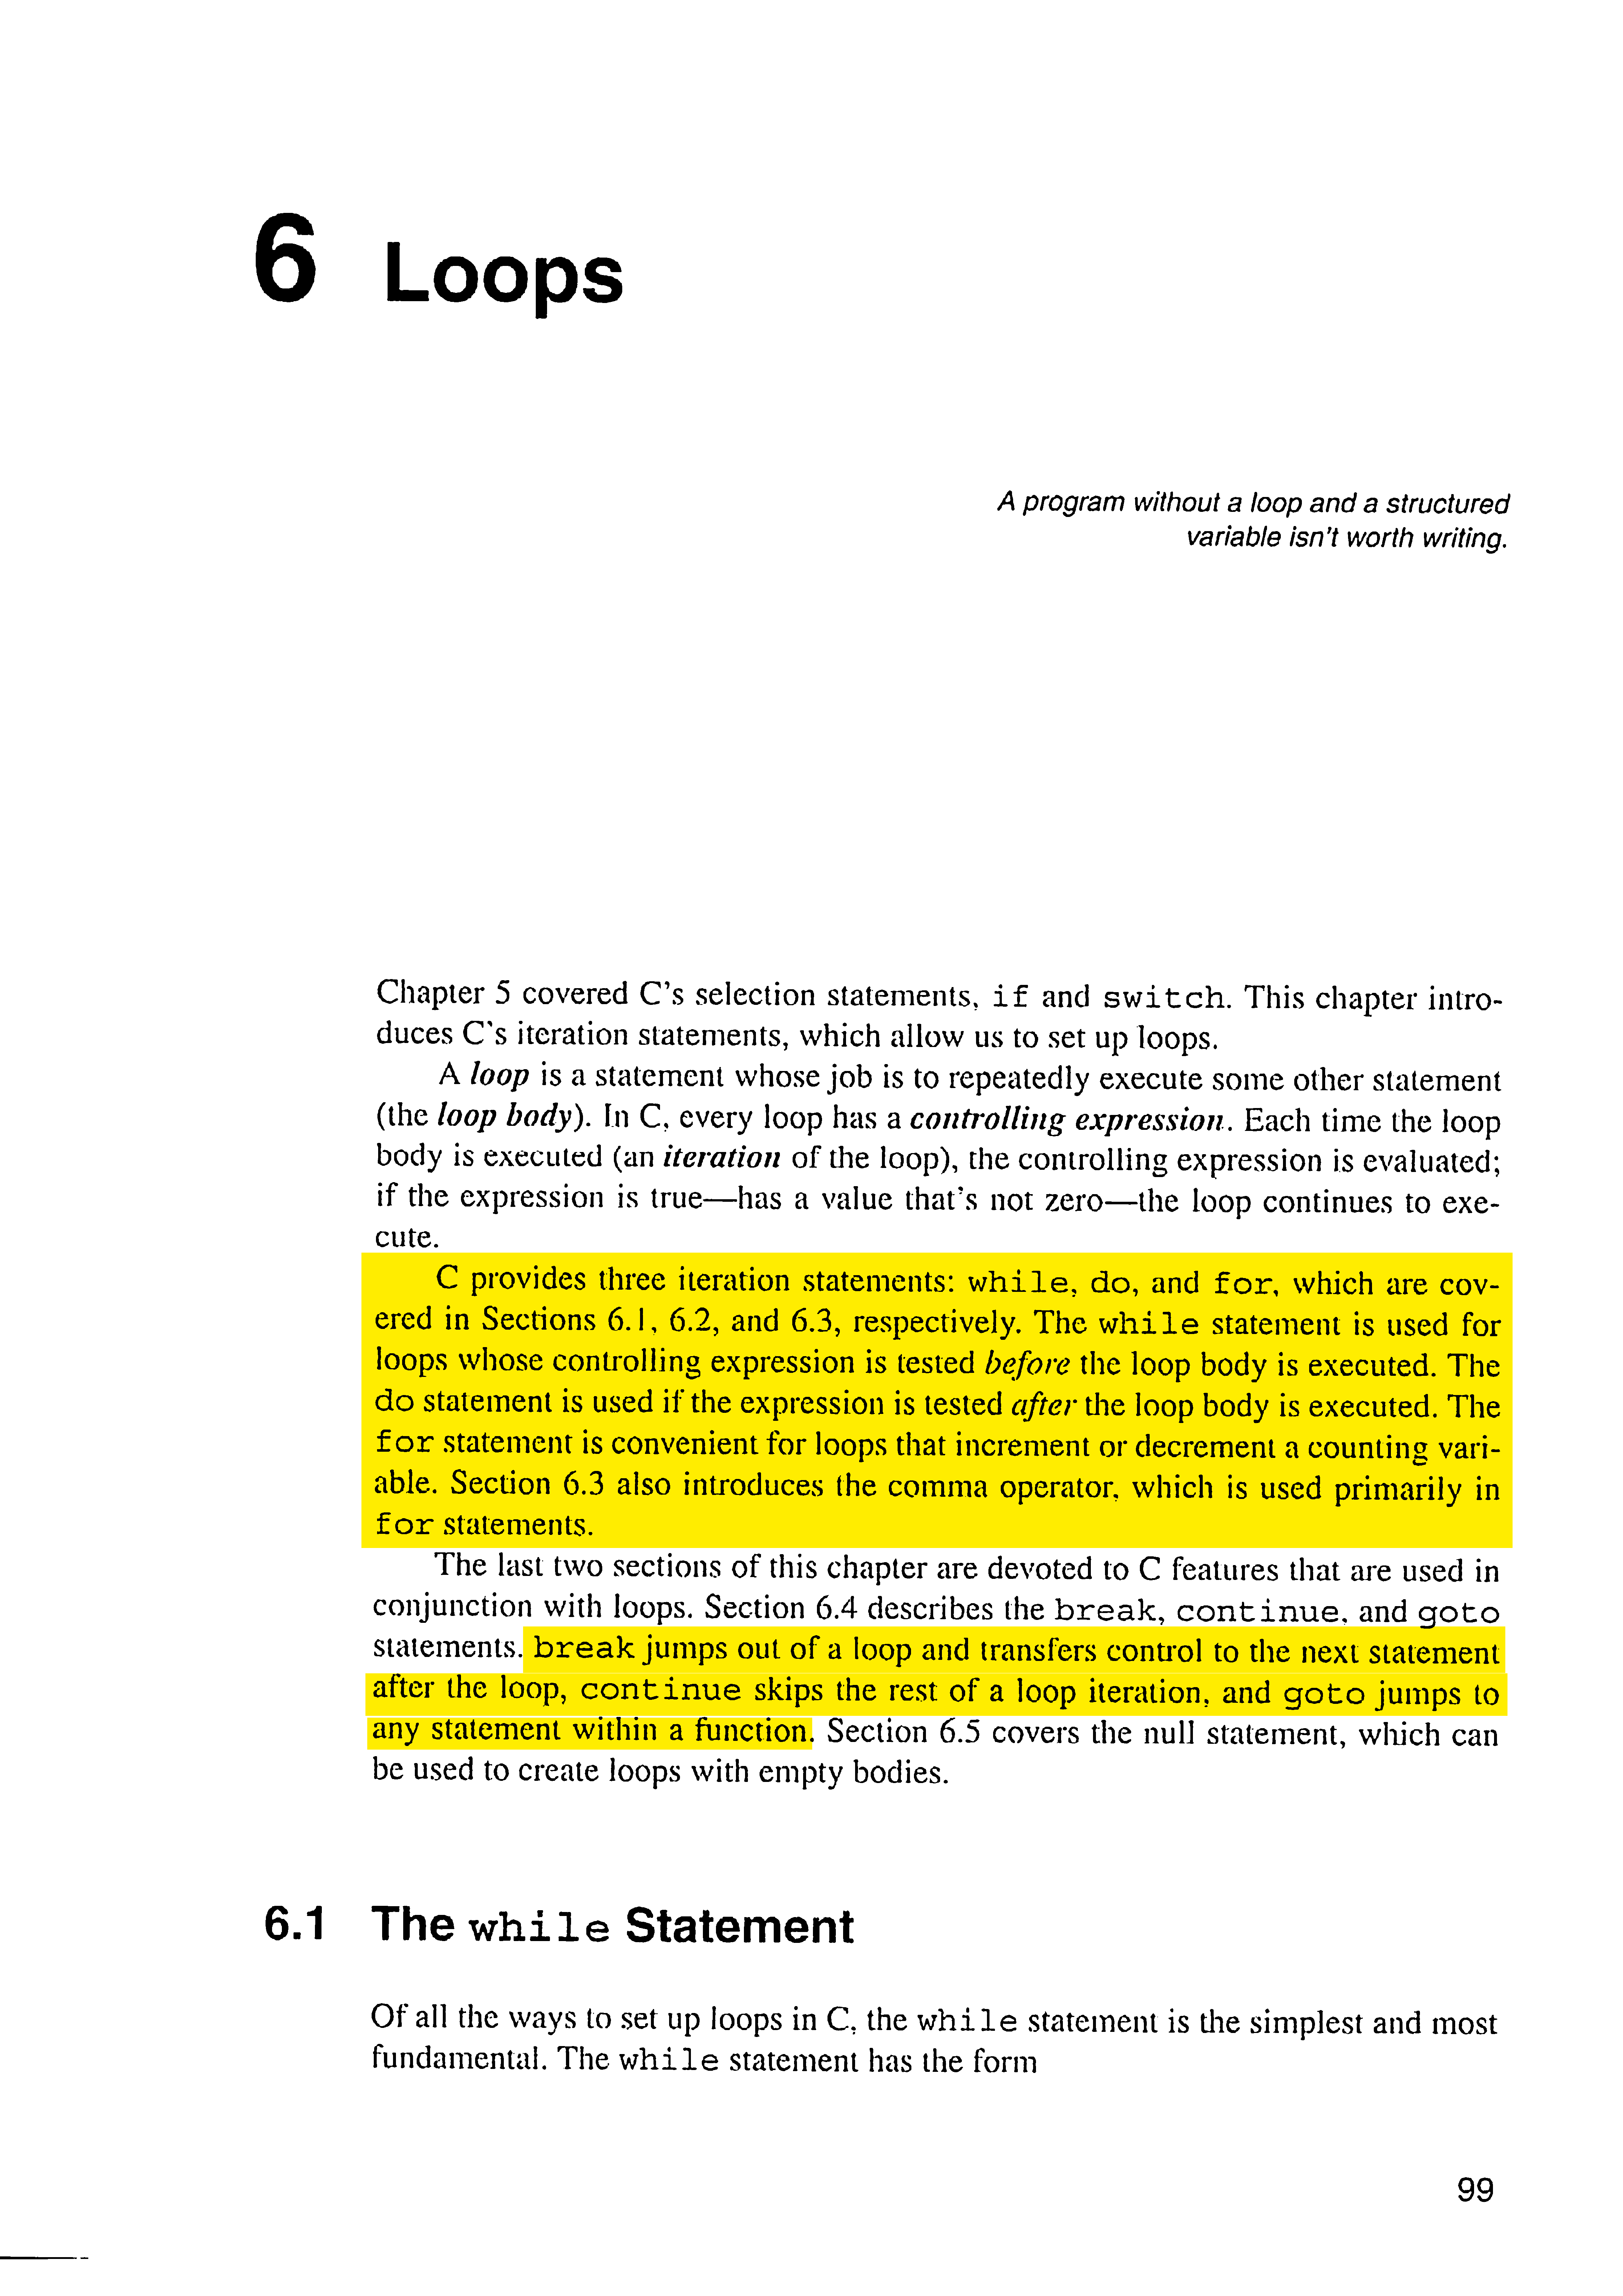 6 Loops
A program without a loop and a structured
variable isn't worth writing.
Chapter 5 covered C's selection statements, if and switch. This chapter intro-
duces C's iteration statements, which allow us to set up loops.
A loop is a statement whose job is to repeatedly execute some other statement
(the loop body). In C, every loop has a controlling expression. Each time the loop
body is executed (an iteration of the loop), the controlling expression is evaluated;
if the expression is true—has a value that's not zero—the loop continues to exe-
cute.
C provides three iteration statements: while, do, and for, which are cov-
ered in Sections 6.1, 6.2, and 6.3, respectively. The while statement is used for
loops whose controlling expression is tested before the loop body is executed. The
do statement is used if the expression is tested after the loop body is executed. The
for statement is convenient for loops that increment or decrement a counting vari-
able. Section 6.3 also introduces the comma operator, which is used primarily in
for statements.
The last two sections of this chapter are devoted to C features that are used in
conjunction with loops. Section 6.4 describes the break, continue, and goto
statements. break jumps out of a loop and transfers control to the next statement
after the loop, continue skips the rest of a loop iteration, and goto jumps to
any statement within a function. Section 6.5 covers the null statement, which can
be used to create loops with empty bodies.
6.1 The while Statement
Of all the ways to set up loops in C, the while statement is the simplest and most
fundamental. The while statement has the form
99